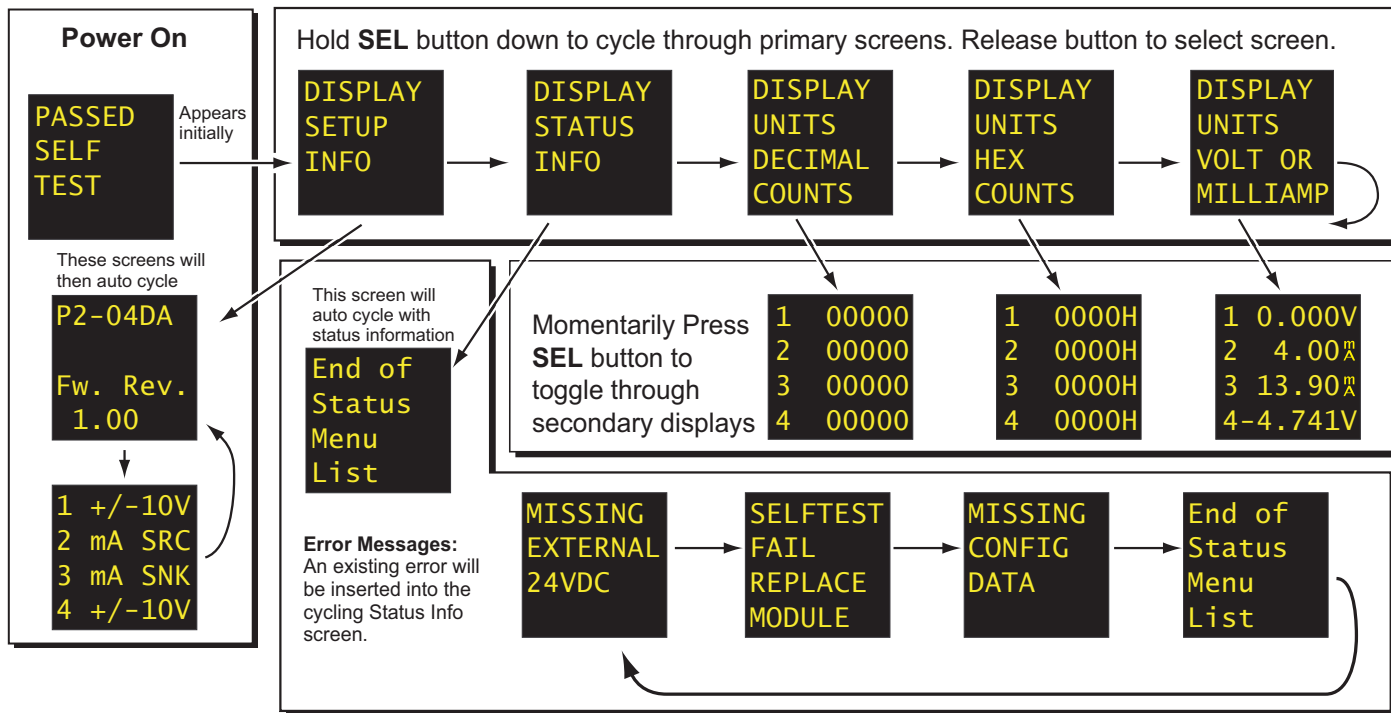 Power On
PASSED
SELF
TEST
Appears
initially
These screens will
then auto cycle
P2-04DA
Fw. Rev.
1.00
1 +/-10V
2 mA SRC
3 mA SNK
4 +/-10V
Hold SEL button down to cycle through primary screens. Release button to select screen.
DISPLAY
SETUP
INFO
DISPLAY
STATUS
INFO
DISPLAY
UNITS
DECIMAL
COUNTS
DISPLAY
UNITS
HEX
COUNTS
DISPLAY
UNITS
VOLT OR
MILLIAMP
This screen will
auto cycle with
status information
End of
Status
Menu
List
Momentarily Press
SEL button to
toggle through
secondary displays
1 00000
2 00000
3 00000
4 00000
1 0000H
2 0000H
3 0000H
4 0000H
1 0.000V
2 4.00mA
3 13.90mA
4-4.741V
Error Messages:
An existing error will
be inserted into the
cycling Status Info
screen.
MISSING
EXTERNAL
24VDC
SELFTEST
FAIL
REPLACE
MODULE
MISSING
CONFIG
DATA
End of
Status
Menu
List